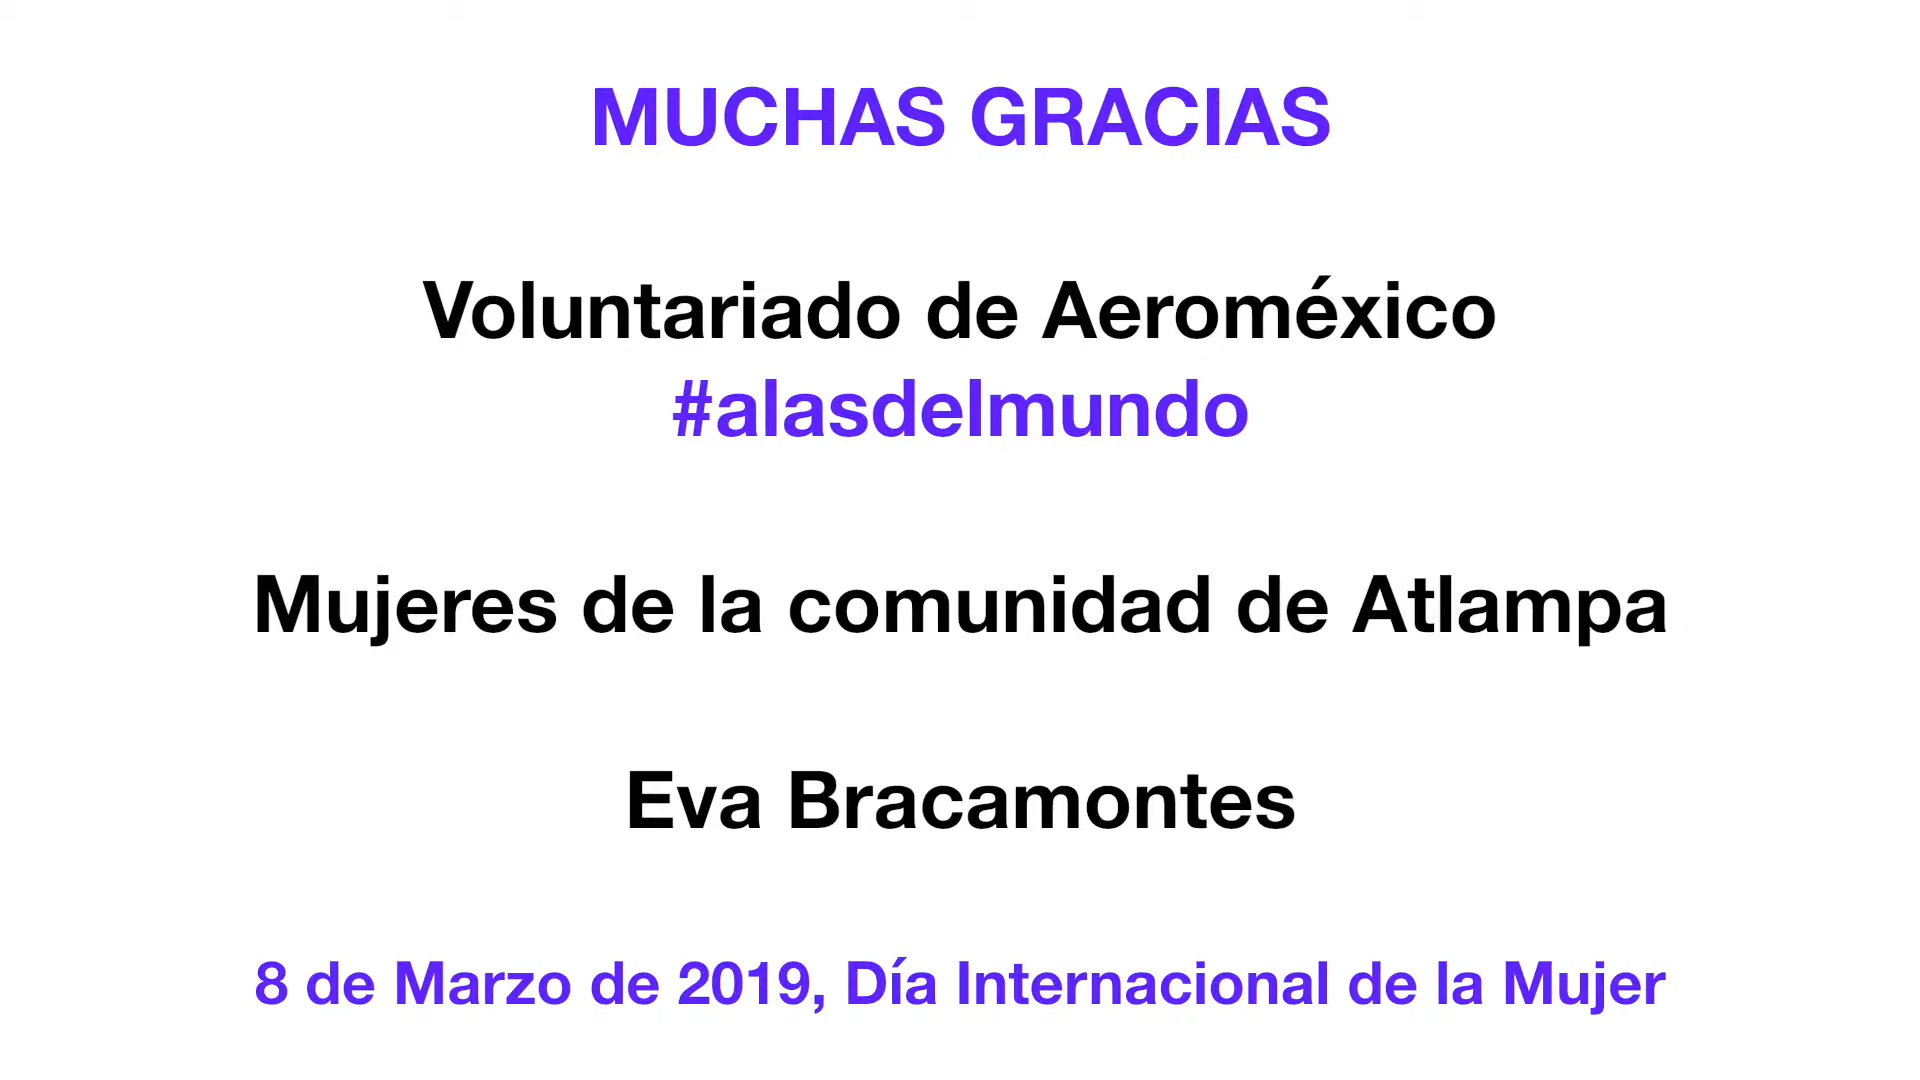 MUCHAS GRACIAS
Voluntariado de Aeroméxico
#alasdelmundo
Mujeres de la comunidad de Atlampa
Eva Bracamontes
8 de Marzo de 2019, Día Internacional de la Mujer